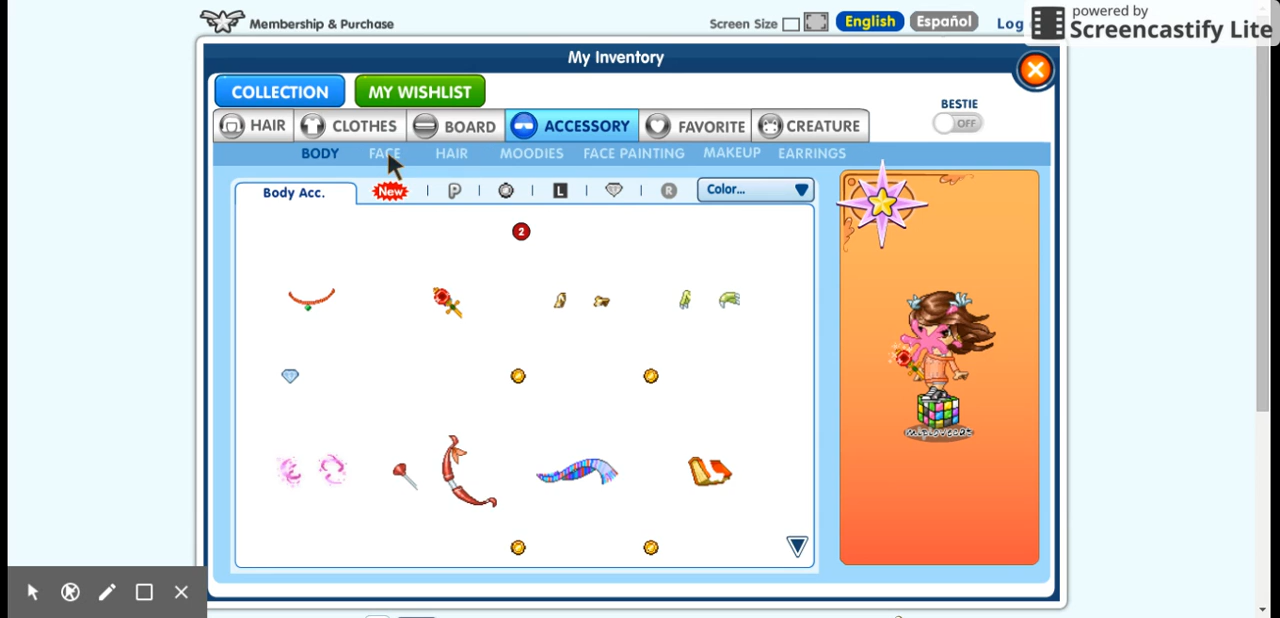 powered by
Screencastify Lite
Membership & Purchase
Screen Size
English
Español
Log
My Inventory
COLLECTION
MY WISHLIST
BESTIE
OFF
HAIR
CLOTHES
BOARD
ACCESSORY
FAVORITE
CREATURE
BODY
FACE
HAIR
MOODIES
FACE PAINTING
MAKEUP
EARRINGS
Body Acc.
New
P
L
R
Color...
2